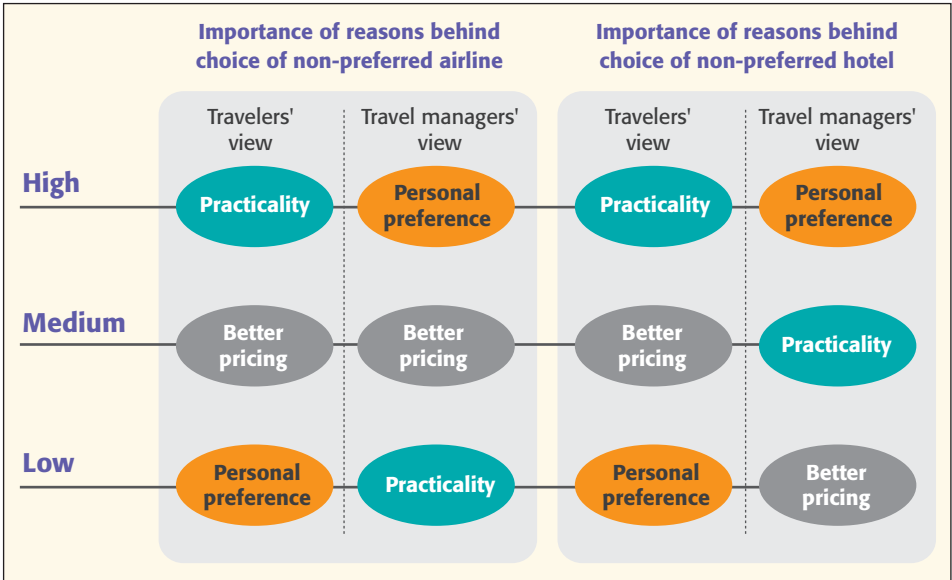 Importance of reasons behind
choice of non-preferred airline
Importance of reasons behind
choice of non-preferred hotel
Travelers'
view
Travel managers'
view
Travelers'
view
Travel managers'
view
High
Practicality
Personal
preference
Practicality
Personal
preference
Medium
Better
pricing
Better
pricing
Better
pricing
Practicality
Low
Personal
preference
Practicality
Personal
preference
Better
pricing